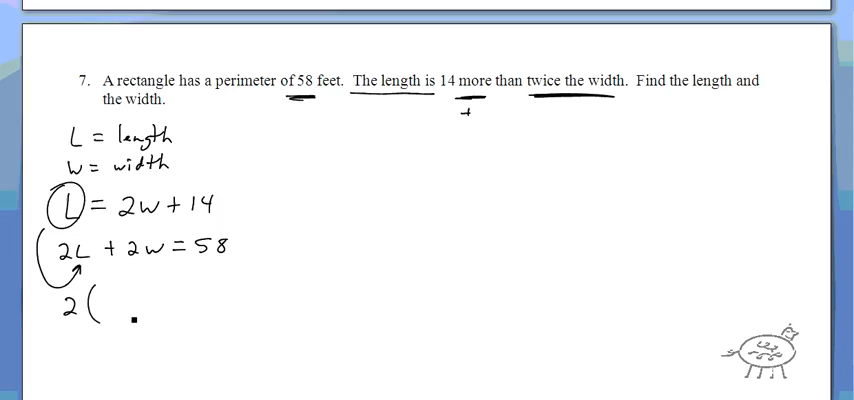 7. A rectangle has a perimeter of 58 feet. The length is 14 more than twice the width. Find the length and
the width.
+
L = length
W = width
L = 2W + 14
2L + 2W = 58
2(